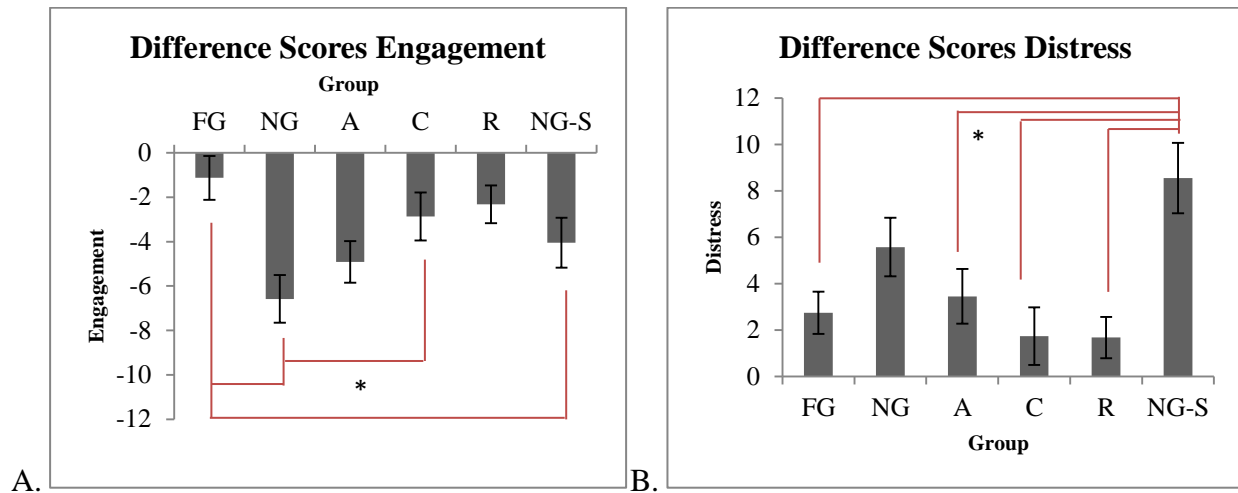 Difference Scores Engagement
Group
FG NG A C R NG-S
0
-2
-4
-6
-8
-10
-12
Engagement
*
A.
Difference Scores Distress
12
10
8
6
4
2
0
Distress
*
FG NG A C R NG-S
Group
B.